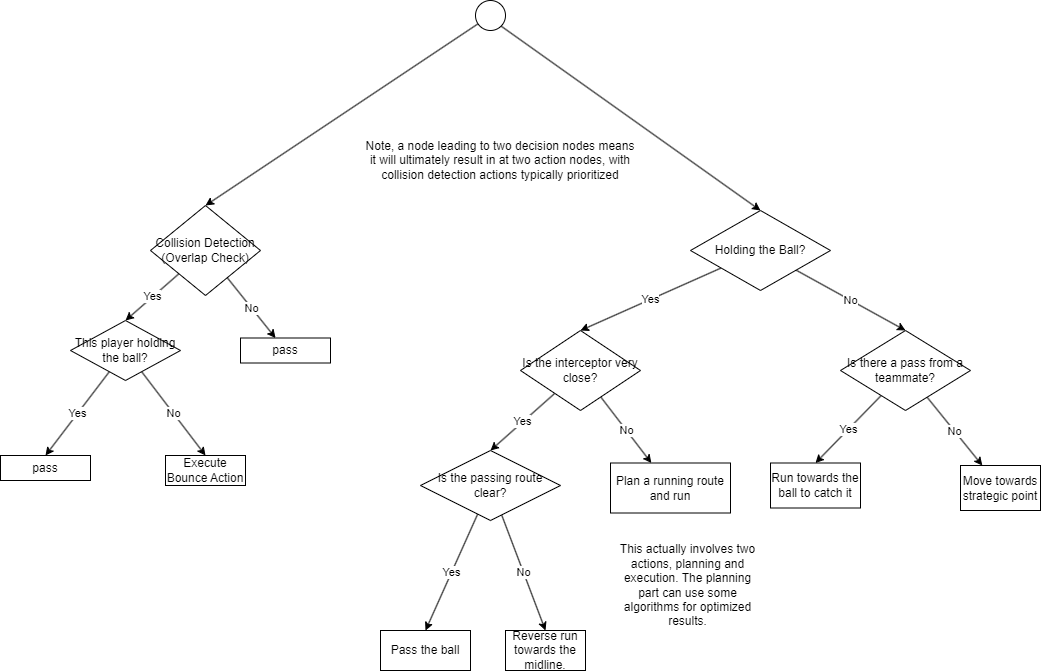 Note, a node leading to two decision nodes means
it will ultimately result in at two action nodes, with
collision detection actions typically prioritized
Collision Detection
(Overlap Check)
Holding the Ball?
Yes
No
Yes
No
This player holding
the ball?
pass
Is the interceptor very
close?
Is there a pass from a
teammate?
Yes
No
Yes
No
Yes
No
pass
Execute
Bounce Action
Is the passing route
clear?
Plan a running route
and run
Run towards the
ball to catch it
Move towards
strategic point
This actually involves two
actions, planning and
execution. The planning
part can use some
algorithms for optimized
results.
Yes
No
Pass the ball
Reverse run
towards the
midline.